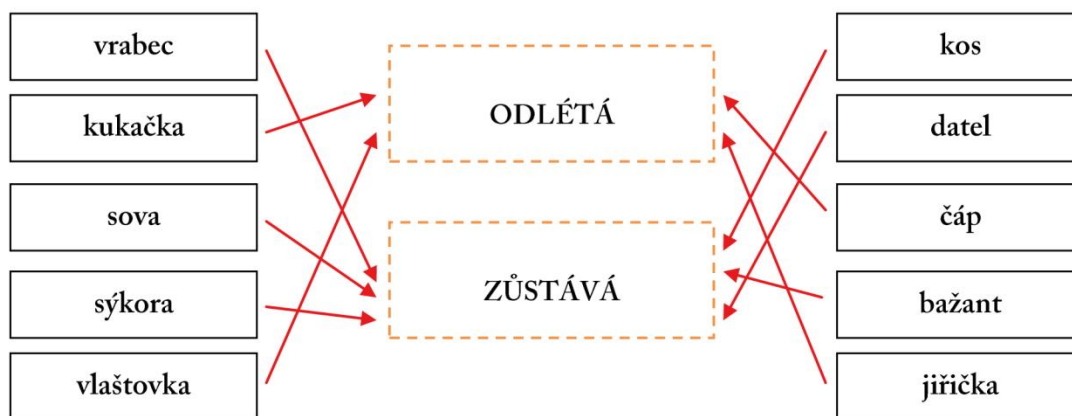 vrabec
kukačka
sova
sýkora
vlaštovka
ODLÉTÁ
ZŮSTÁVÁ
kos
datel
čáp
bažant
jiřička